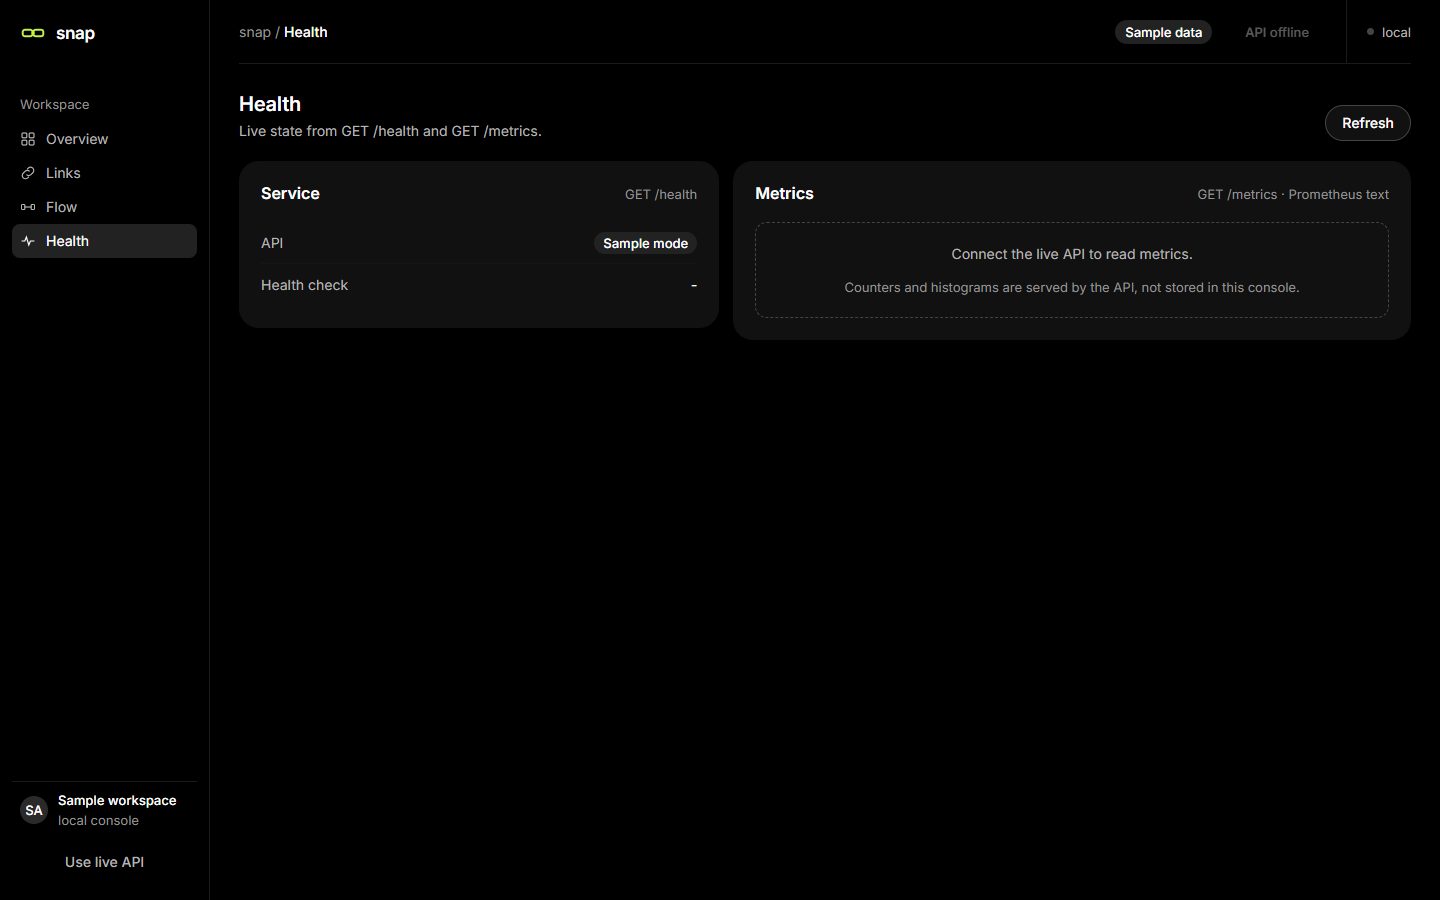 snap
Workspace
Overview
Links
Flow
Health
SA
Sample workspace
local console
Use live API
snap / Health
Sample data
API offline
local
Health
Live state from GET /health and GET /metrics.
Refresh
Service
GET /health
API
Sample mode
Health check
-
Metrics
GET /metrics · Prometheus text
Connect the live API to read metrics.
Counters and histograms are served by the API, not stored in this console.